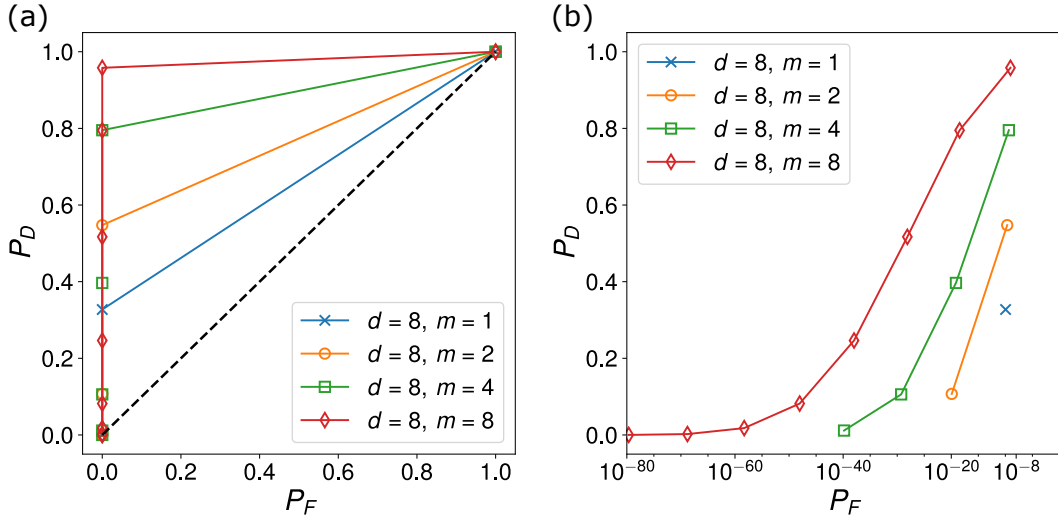 (a)
1.0
0.8
0.6
0.4
0.2
0.0
P_D
0.0 0.2 0.4 0.6 0.8 1.0
P_F
d = 8, m = 1
d = 8, m = 2
d = 8, m = 4
d = 8, m = 8
(b)
1.0
0.8
0.6
0.4
0.2
0.0
P_D
10^{-80} 10^{-60} 10^{-40} 10^{-20} 10^{-8}
P_F
d = 8, m = 1
d = 8, m = 2
d = 8, m = 4
d = 8, m = 8